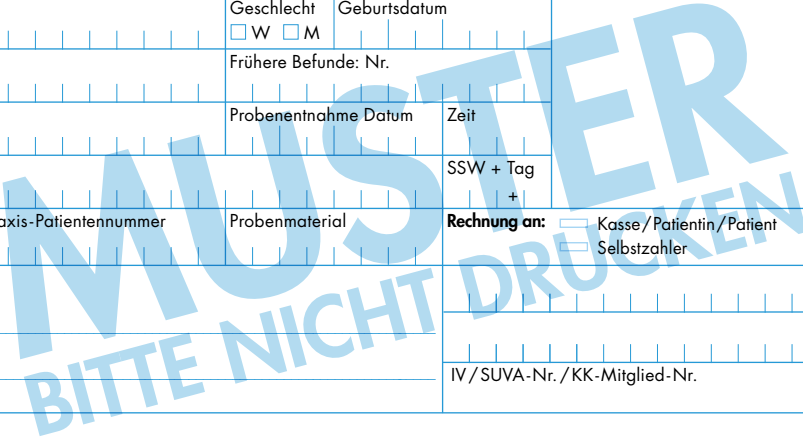 Geschlecht Geburtsdatum
W M
Frühere Befunde: Nr.
Probenentnahme Datum Zeit
SSW + Tag
+
axis-Patientennummer Probenmaterial Rechnung an: Kasse/Patientin/Patient
Selbstzahler
IV/SUVA-Nr./KK-Mitglied-Nr.
MUSTER
BITTE NICHT DRUCKEN